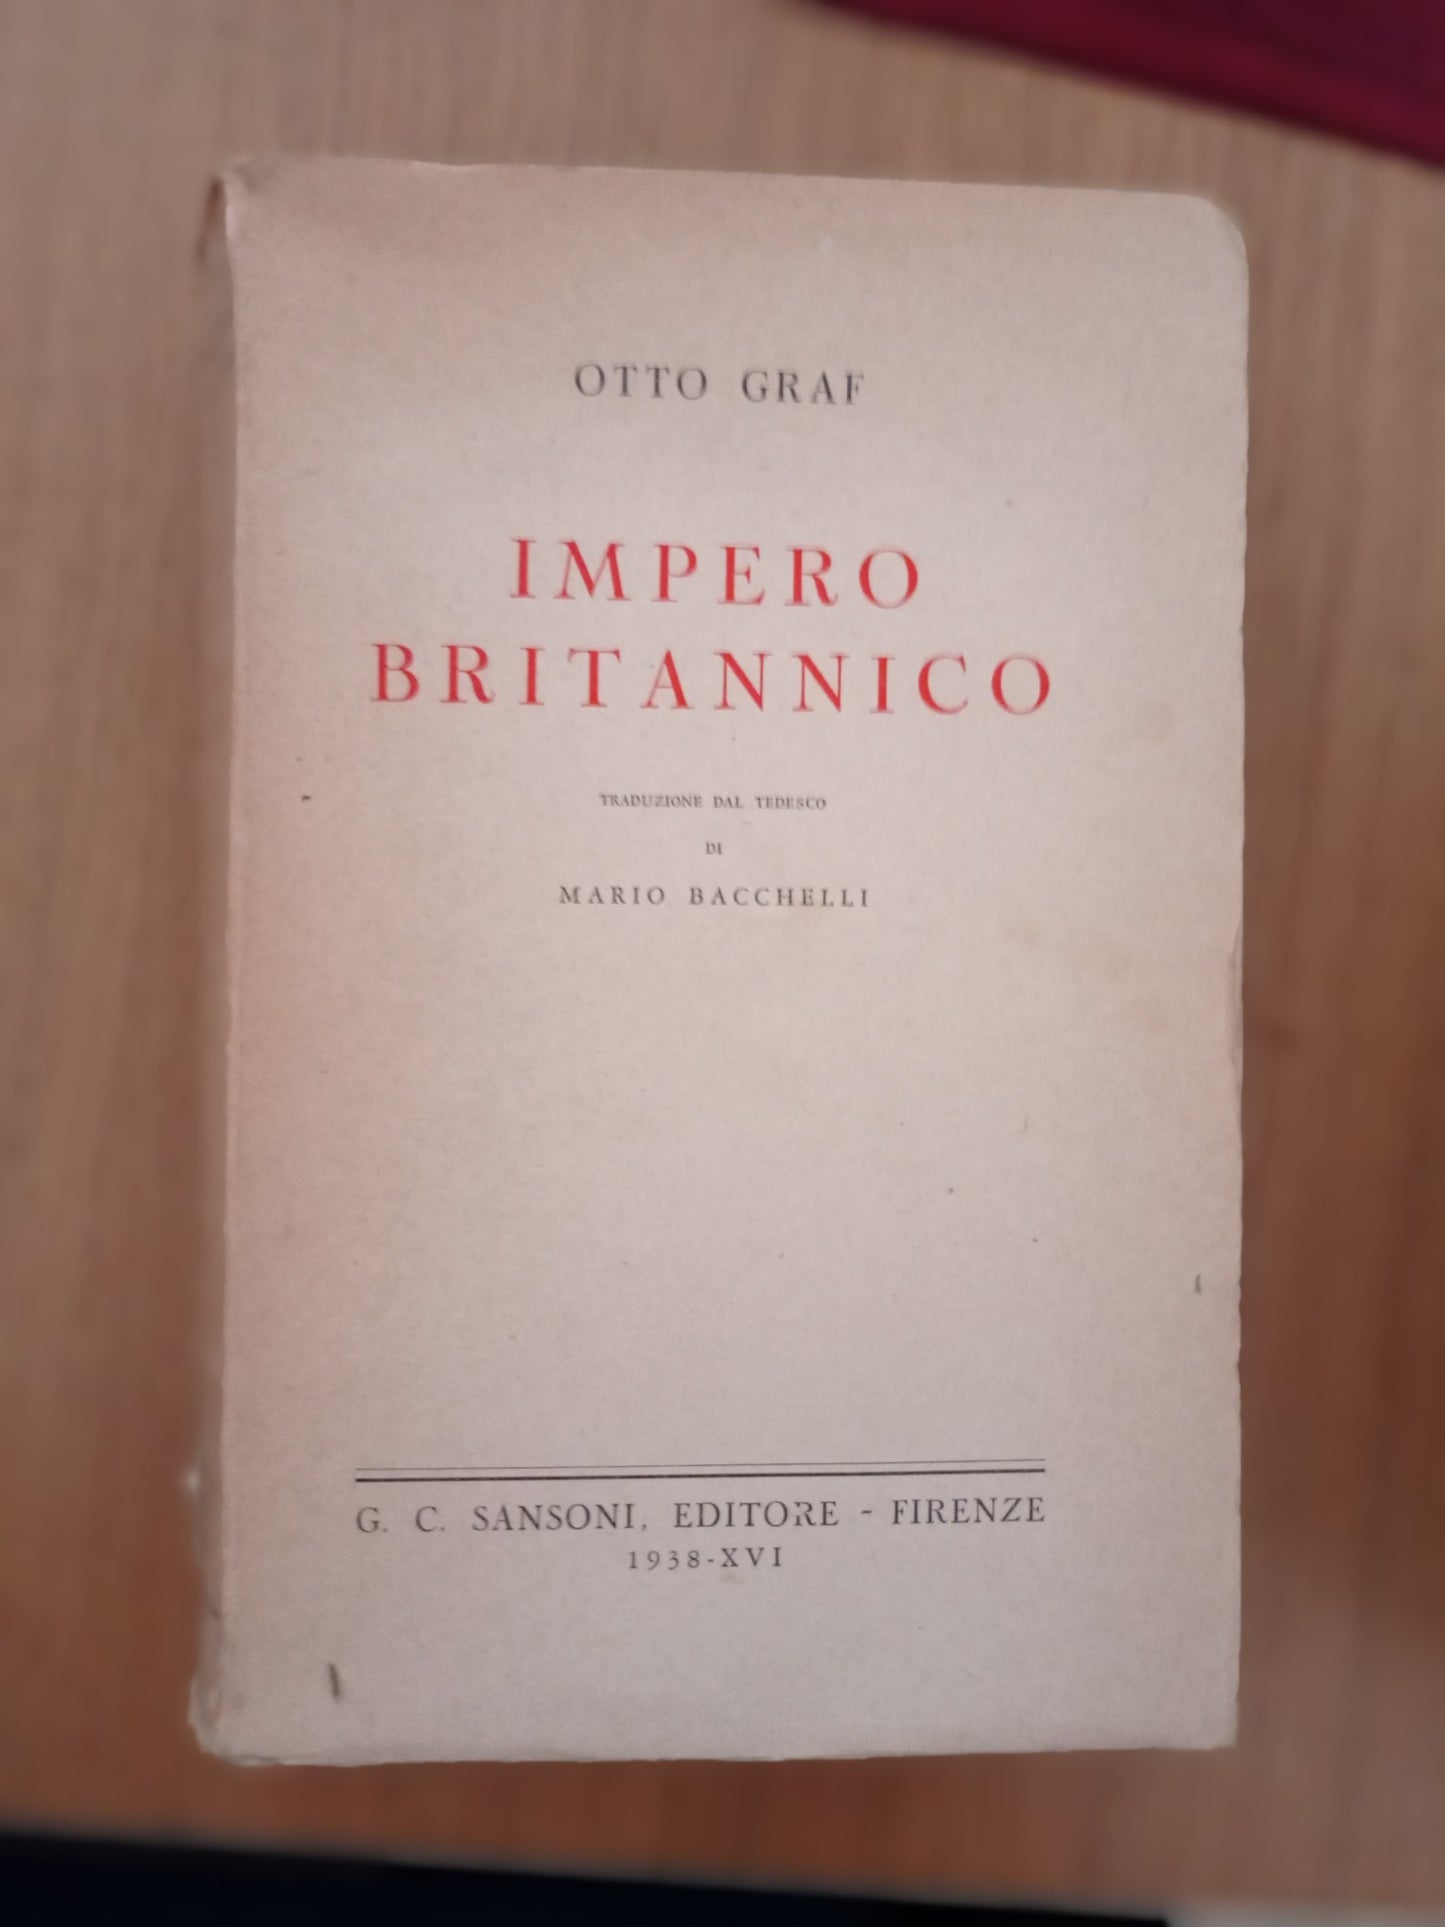 OTTO GRAF
IMPERO
BRITANNICO
TRADUZIONE DAL TEDESCO
DI
MARIO BACCHELLI
G. C. SANSONI, EDITORE - FIRENZE
1938-XVI